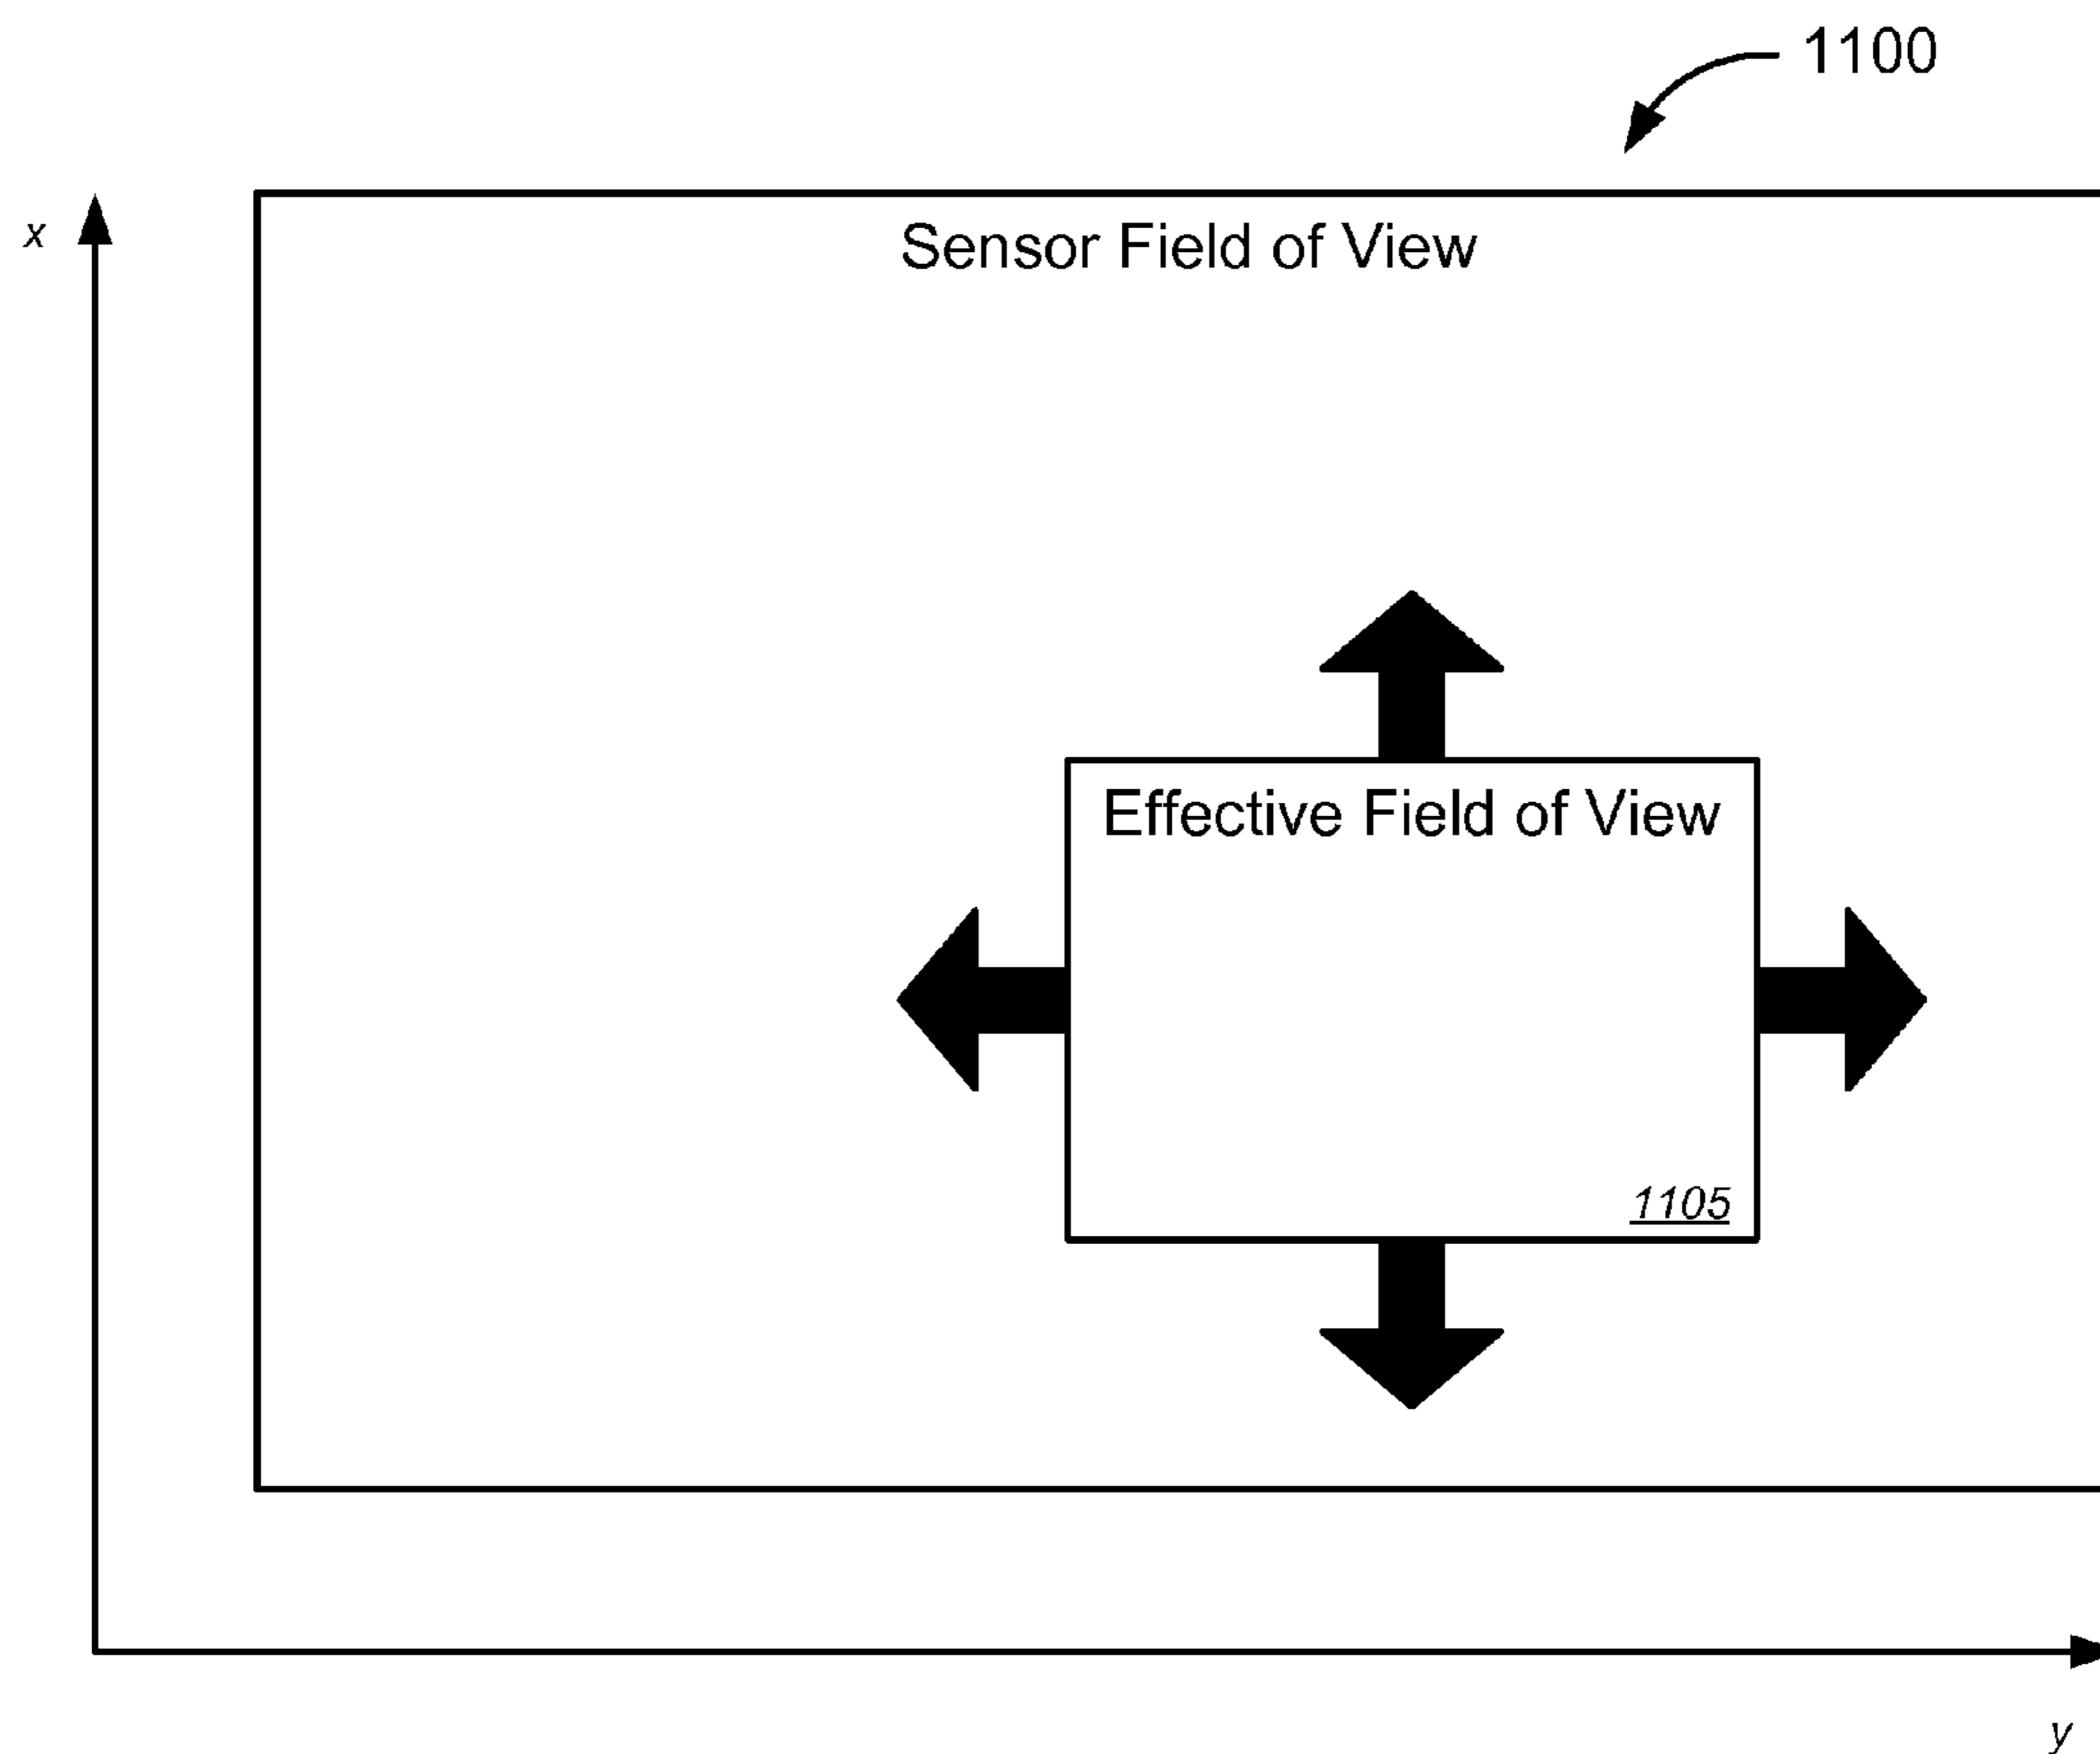 1100
x
Sensor Field of View
Effective Field of View
1105
y